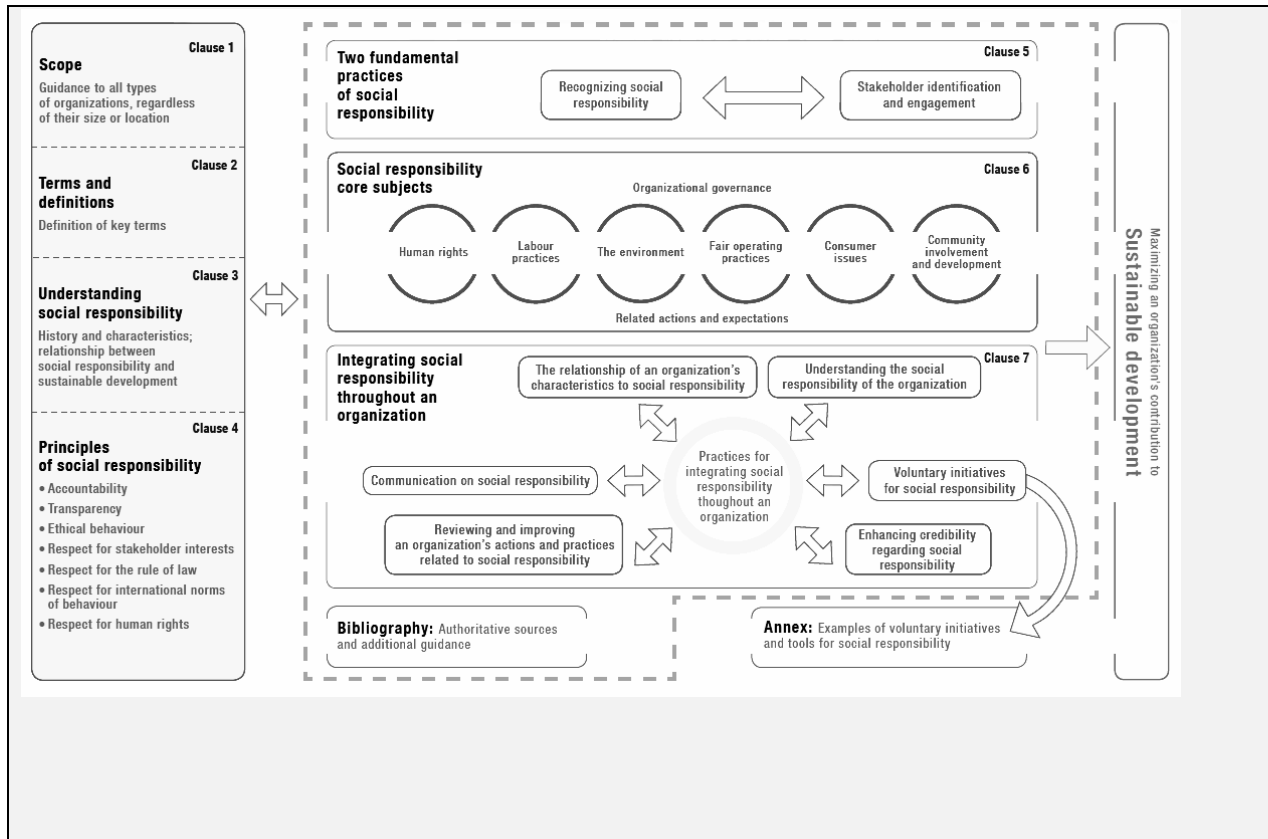 Clause 1
Scope
Guidance to all types
of organizations, regardless
of their size or location
Clause 2
Terms and
definitions
Definition of key terms
Clause 3
Understanding
social responsibility
History and characteristics;
relationship between
social responsibility and
sustainable development
Clause 4
Principles
of social responsibility
• Accountability
• Transparency
• Ethical behaviour
• Respect for stakeholder interests
• Respect for the rule of law
• Respect for international norms
of behaviour
• Respect for human rights
Two fundamental
practices
of social
responsibility
Clause 5
Recognizing social
responsibility
Stakeholder identification
and engagement
Social responsibility
core subjects
Clause 6
Organizational governance
Human rights
Labour
practices
The environment
Fair operating
practices
Consumer
issues
Community
involvement
and development
Related actions and expectations
Integrating social
responsibility
throughout an
organization
Clause 7
The relationship of an organization's
characteristics to social responsibility
Understanding the social
responsibility of the organization
Practices for
integrating social
responsibility
thoughout an
organization
Communication on social responsibility
Voluntary initiatives
for social responsibility
Reviewing and improving
an organization's actions and practices
related to social responsibility
Enhancing credibility
regarding social
responsibility
Bibliography: Authoritative sources
and additional guidance
Annex: Examples of voluntary initiatives
and tools for social responsibility
Maximizing an organization's contribution to
Sustainable development